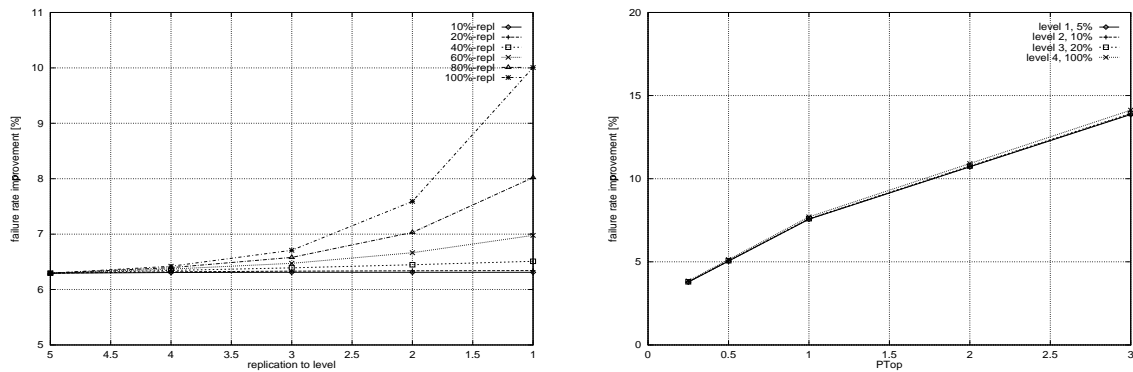 11
10
9
8
7
6
5
failure rate improvement [%]
10%-repl
20%-repl
40%-repl
60%-repl
80%-repl
100%-repl
5 4.5 4 3.5 3 2.5 2 1.5 1
replication to level
20
15
10
5
0
failure rate improvement [%]
level 1, 5%
level 2, 10%
level 3, 20%
level 4, 100%
0 0.5 1 1.5 2 2.5 3
PTop